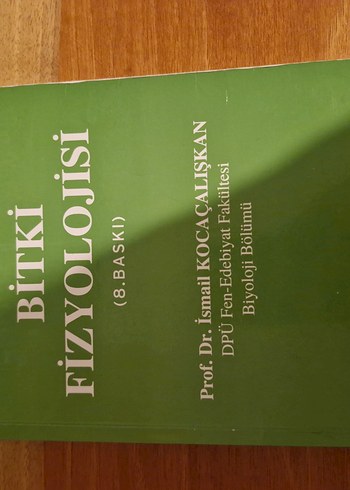 BİTKİ
FİZYOLOJİSİ
(8.BASKI)
Prof. Dr. İsmail KOCAÇALIŞKAN
DPÜ Fen-Edebiyat Fakültesi
Biyoloji Bölümü